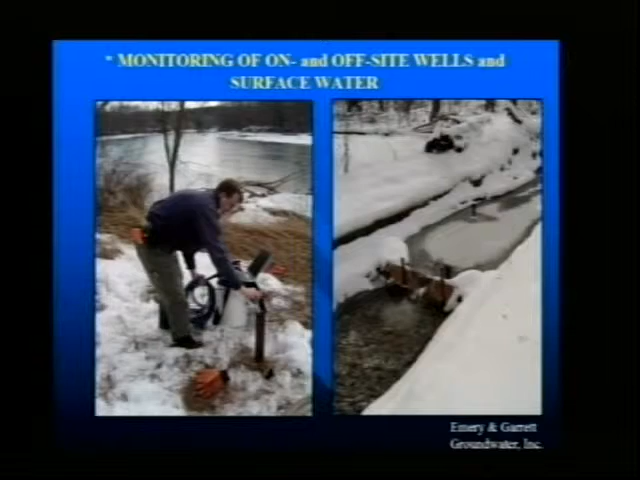 * MONITORING OF ON- and OFF-SITE WELLS and
SURFACE WATER
Emery & Garrett
Groundwater, Inc.